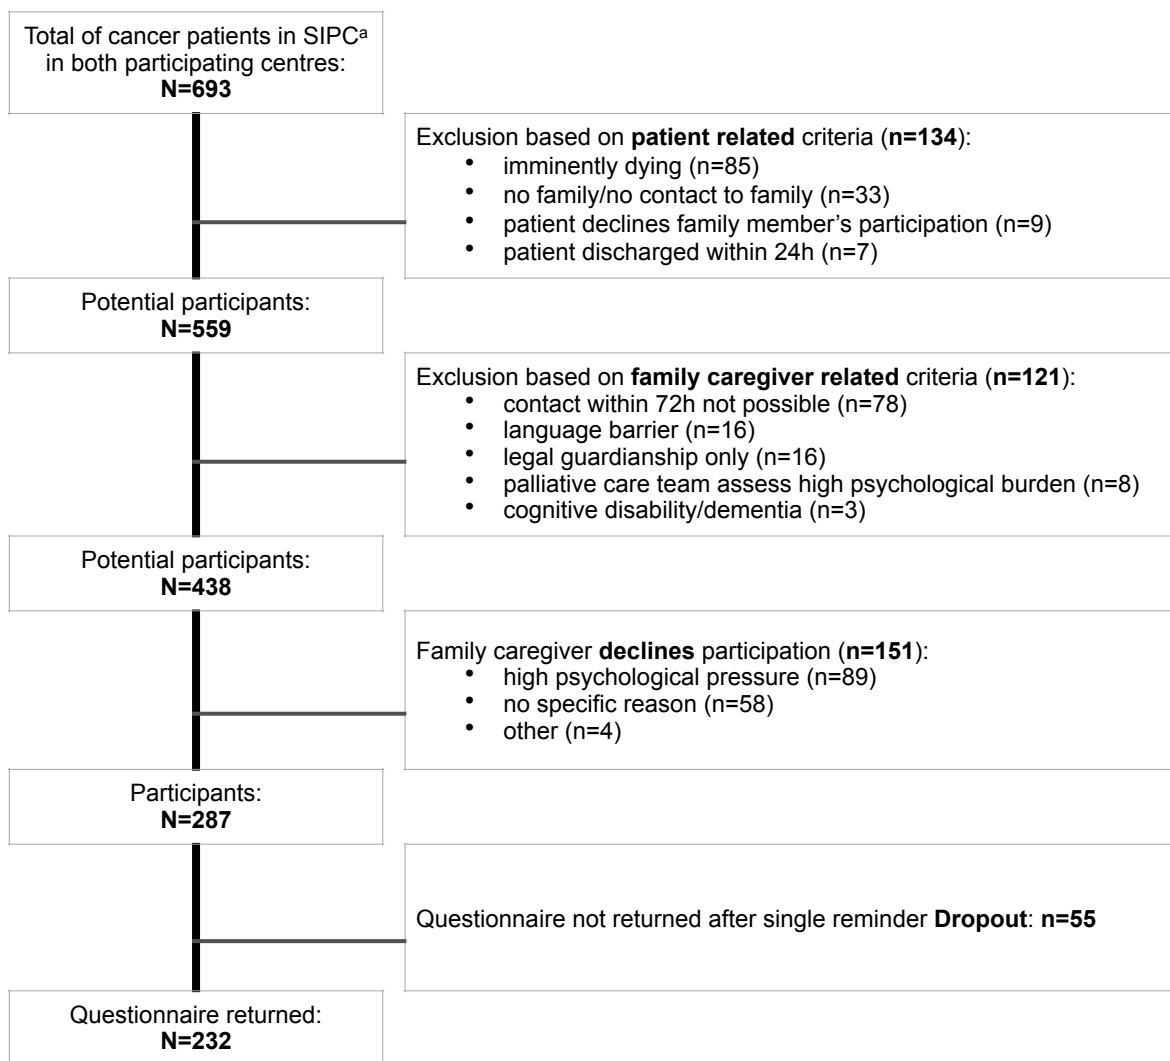 Total of cancer patients in SIPCᵃ
in both participating centres:
N=693
Exclusion based on patient related criteria (n=134):
• imminently dying (n=85)
• no family/no contact to family (n=33)
• patient declines family member's participation (n=9)
• patient discharged within 24h (n=7)
Potential participants:
N=559
Exclusion based on family caregiver related criteria (n=121):
• contact within 72h not possible (n=78)
• language barrier (n=16)
• legal guardianship only (n=16)
• palliative care team assess high psychological burden (n=8)
• cognitive disability/dementia (n=3)
Potential participants:
N=438
Family caregiver declines participation (n=151):
• high psychological pressure (n=89)
• no specific reason (n=58)
• other (n=4)
Participants:
N=287
Questionnaire not returned after single reminder Dropout: n=55
Questionnaire returned:
N=232